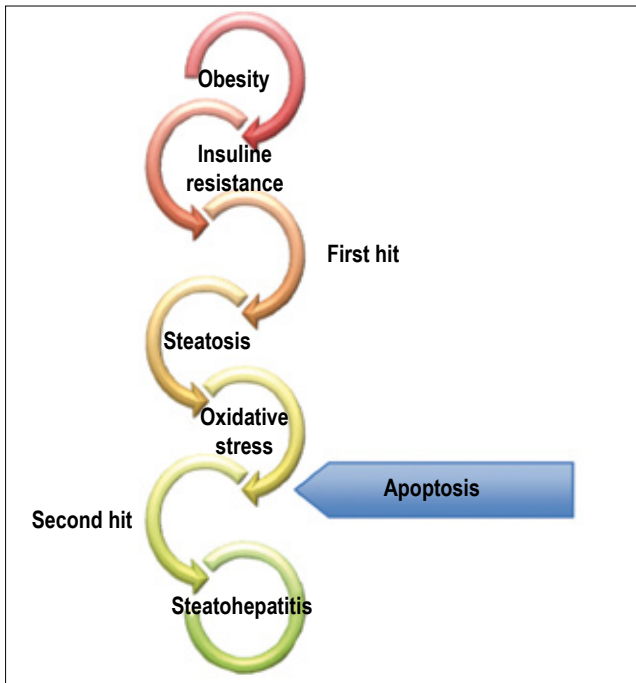 Obesity
Insuline
resistance
First hit
Steatosis
Oxidative
stress
Apoptosis
Second hit
Steatohepatitis